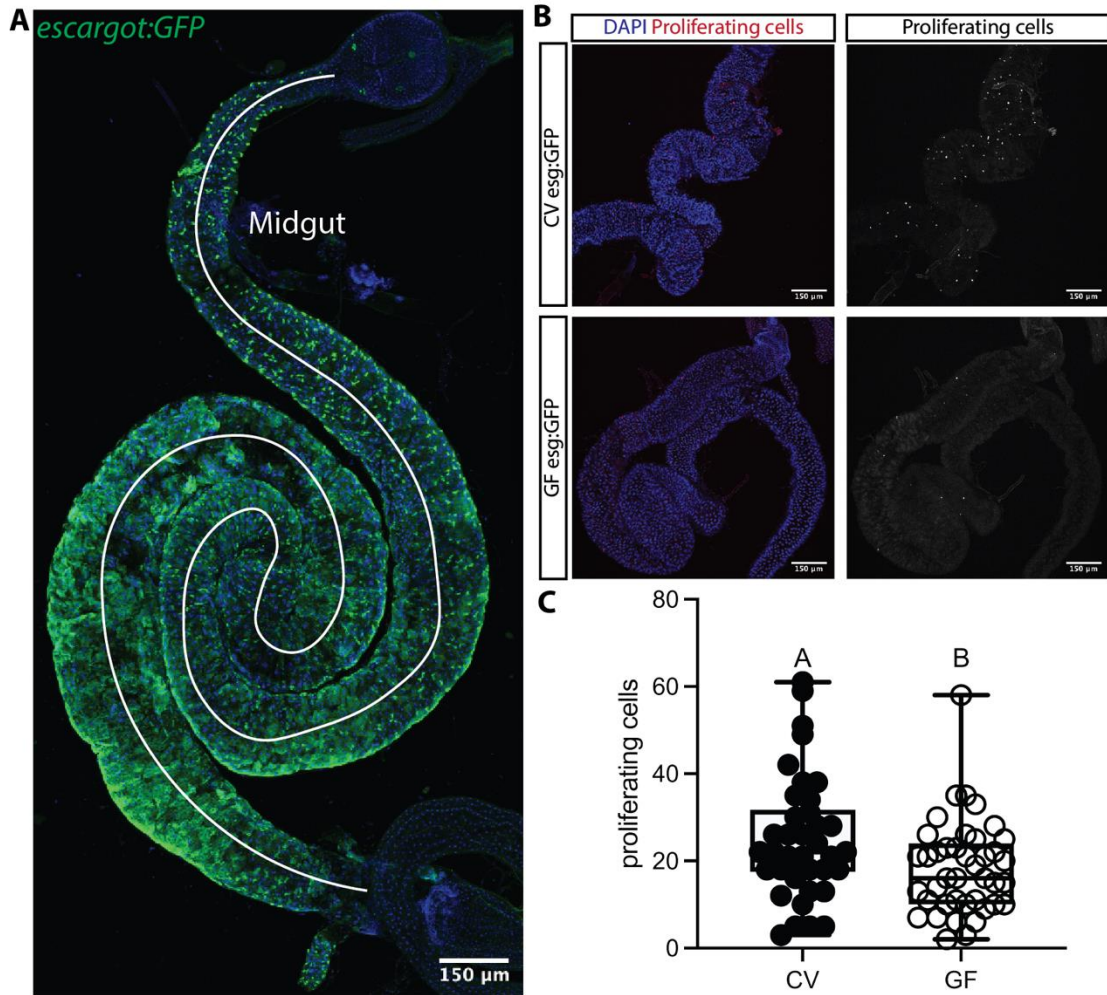 A
escargot:GFP
Midgut
150 µm
B
DAPI Proliferating cells
Proliferating cells
CV esg:GFP
150 µm
150 µm
GF esg:GFP
150 µm
150 µm
C
80
60
40
20
0
proliferating cells
A
B
CV
GF